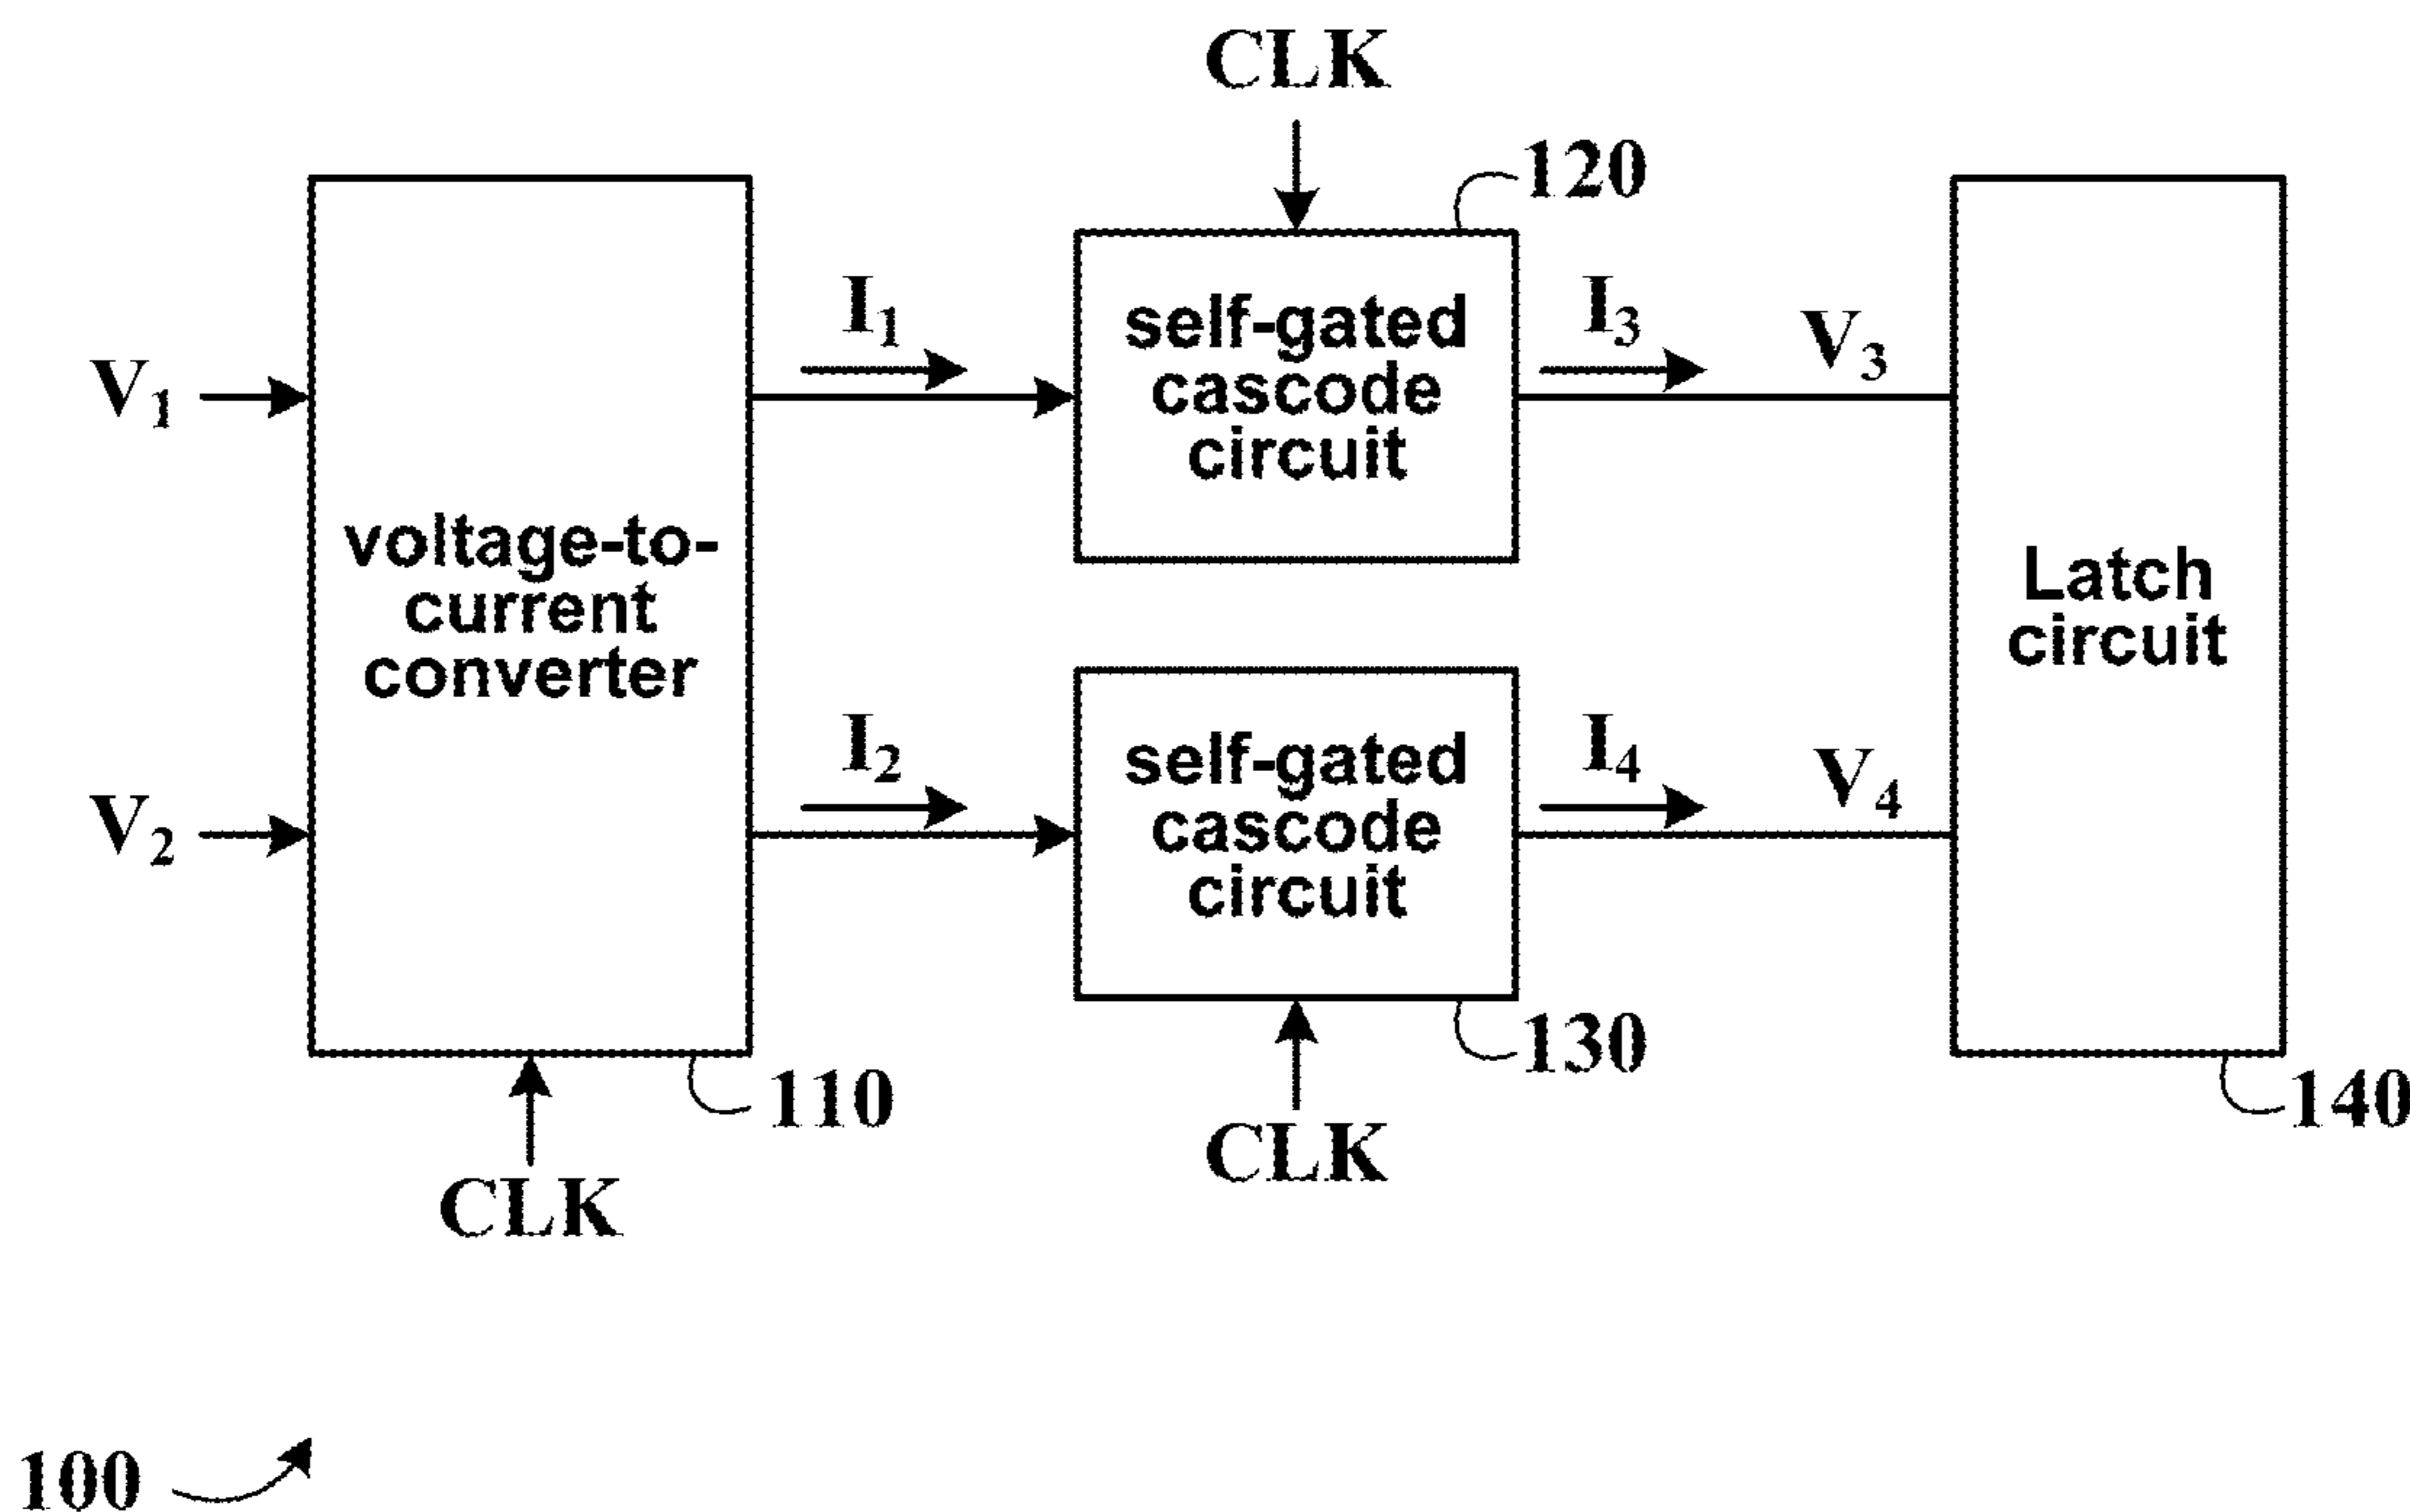 CLK
120
I₁
self-gated
cascode
circuit
I₃
V₃
V₁
voltage-to-
current
converter
Latch
circuit
I₂
self-gated
cascode
circuit
I₄
V₄
V₂
130
110
140
CLK
CLK
100